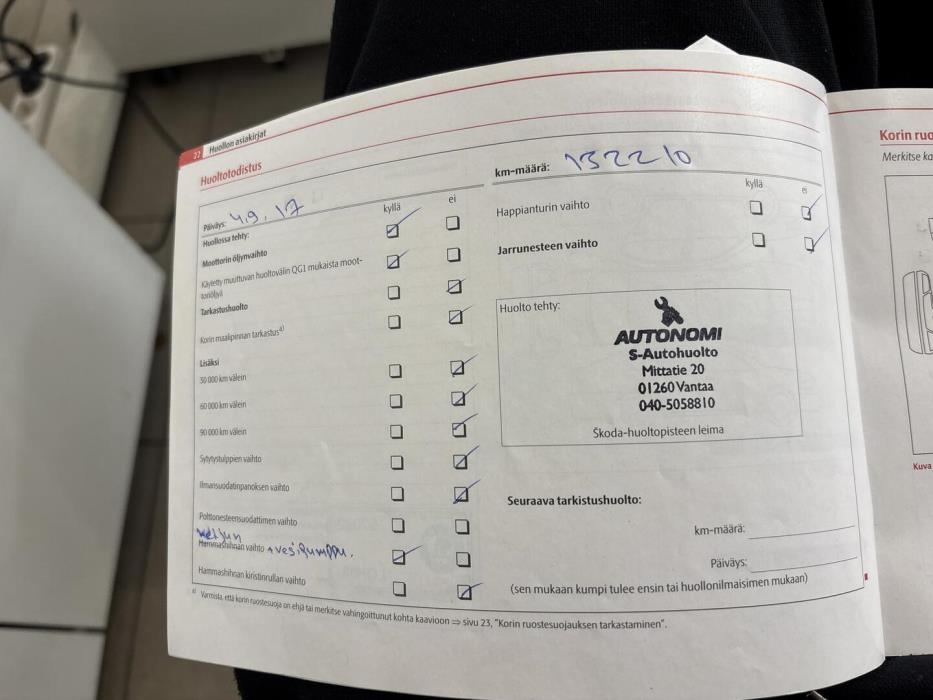 22 Huollon asiakirjat
Huoltotodistus
Päiväys: 4.9.17
Huollossa tehty:
kyllä ei
Moottorin öljynvaihto
Käytetty muuttuvan huoltovälin QG1 mukaista moot-
toriöljyä
Tarkastushuolto
Korin maalipinnan tarkastus a)
Lisäksi
30 000 km välein
60 000 km välein
90 000 km välein
Sytytystulppien vaihto
Ilmansuodatinpanoksen vaihto
Polttonesteensuodattimen vaihto
Hammashihnan vaihto + vesipumppu.
Hammashihnan kiristinrullan vaihto
km-määrä: 132210
kyllä ei
Happianturin vaihto
Jarrunesteen vaihto
Huolto tehty:
AUTONOMI
S-Autohuolto
Mittatie 20
01260 Vantaa
040-5058810
Škoda-huoltopisteen leima
Seuraava tarkistushuolto:
km-määrä:
Päiväys:
(sen mukaan kumpi tulee ensin tai huollonilmaisimen mukaan)
a) Varmista, että korin ruostesuoja on ehjä tai merkitse vahingoittunut kohta kaavioon ⇒ sivu 23, "Korin ruostesuojauksen tarkastaminen".
Korin ruo
Merkitse ka
Kuva